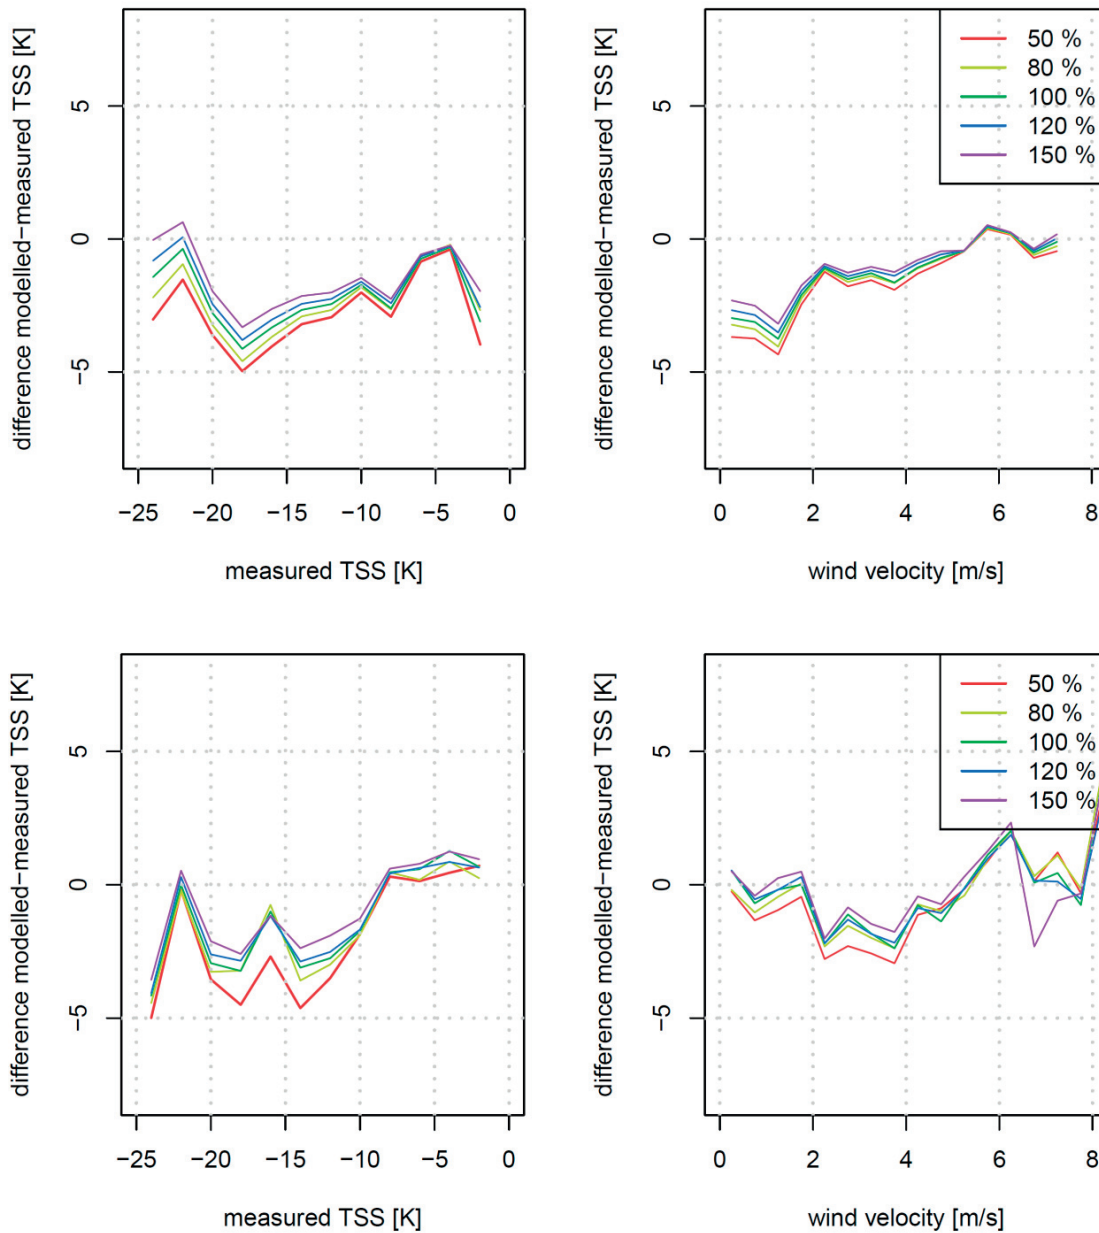 difference modelled−measured TSS [K]
5
0
−5
−25 −20 −15 −10 −5 0
measured TSS [K]
difference modelled−measured TSS [K]
5
0
−5
50 %
80 %
100 %
120 %
150 %
0 2 4 6 8
wind velocity [m/s]
difference modelled−measured TSS [K]
5
0
−5
−25 −20 −15 −10 −5 0
measured TSS [K]
difference modelled−measured TSS [K]
5
0
−5
50 %
80 %
100 %
120 %
150 %
0 2 4 6 8
wind velocity [m/s]